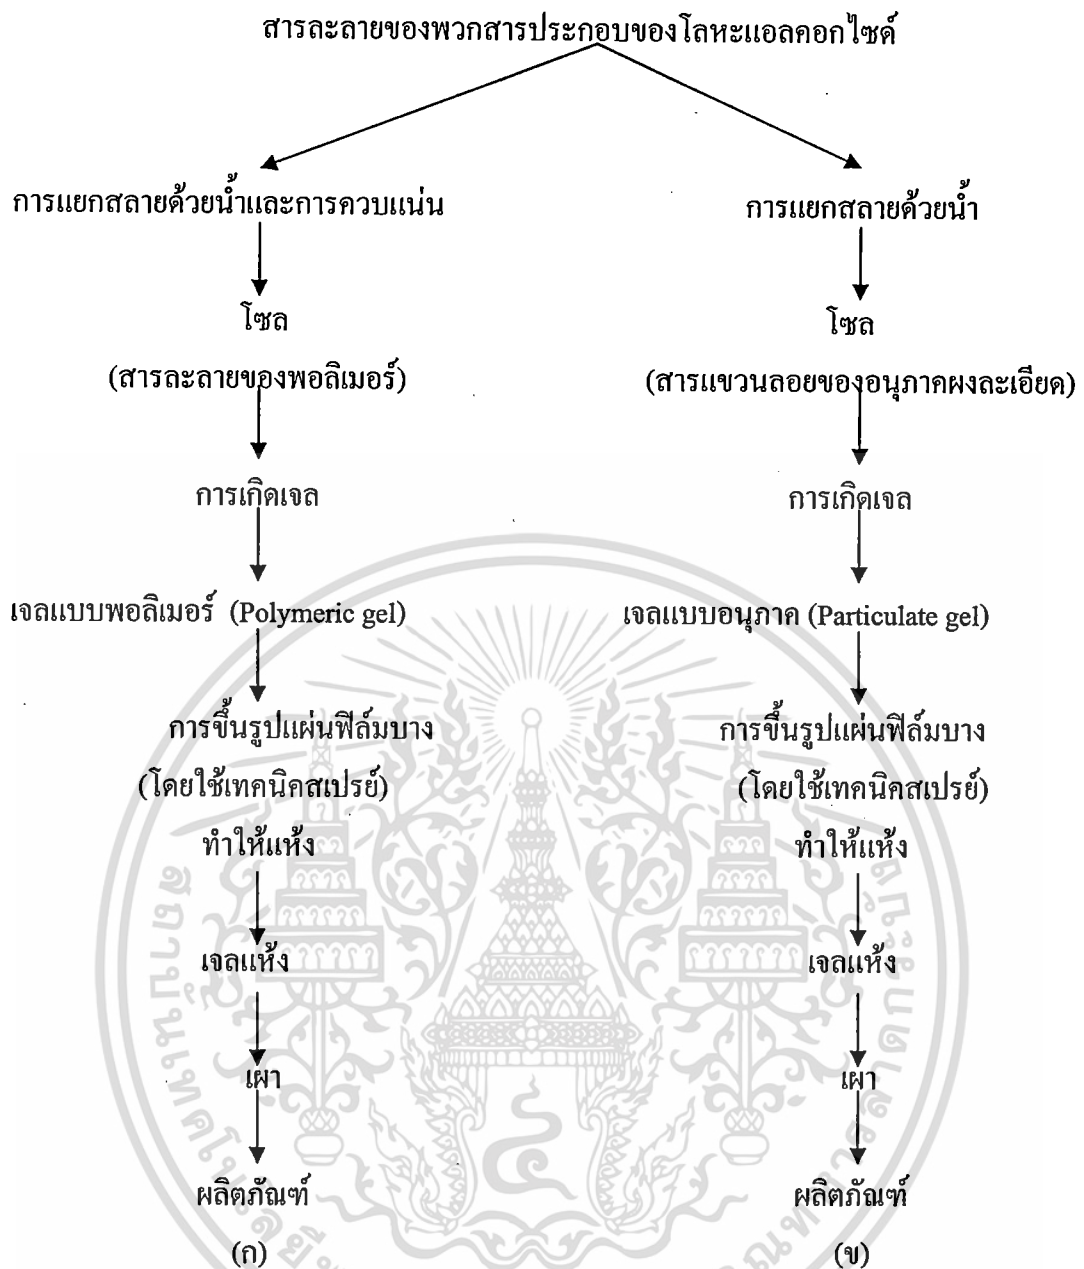 สารละลายของพวกสารประกอบของโลหะแอลคอกไซด์
การแยกสลายด้วยน้ำและการควบแน่น
โซล
(สารละลายของพอลิเมอร์)
การเกิดเจล
เจลแบบพอลิเมอร์ (Polymeric gel)
การขึ้นรูปแผ่นฟิล์มบาง
(โดยใช้เทคนิคสเปรย์)
ทำให้แห้ง
เจลแห้ง
เผา
ผลิตภัณฑ์
(ก)
การแยกสลายด้วยน้ำ
โซล
(สารแขวนลอยของอนุภาคผงละเอียด)
การเกิดเจล
เจลแบบอนุภาค (Particulate gel)
การขึ้นรูปแผ่นฟิล์มบาง
(โดยใช้เทคนิคสเปรย์)
ทำให้แห้ง
เจลแห้ง
เผา
ผลิตภัณฑ์
(ข)